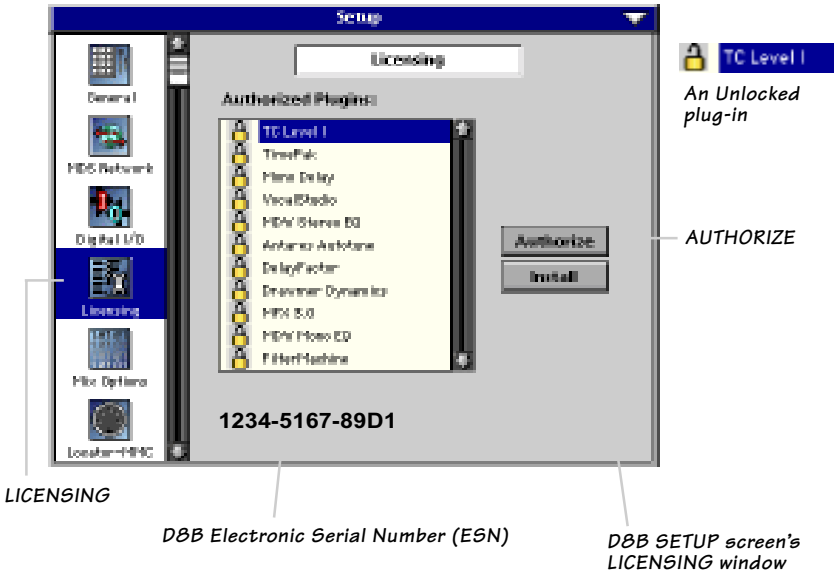 Setup
Licensing
TC Level I
An Unlocked
plug-in
General
MDS Network
Digital I/O
Licensing
Mix Options
Locator-MMC
Authorized Plugins:
TC Level I
TimePak
Mono Delay
VocalStudio
MDW Stereo EQ
Antares Autotune
DelayFactor
Drawmer Dynamics
MFX 3.0
MDW Mono EQ
FilterMachine
Authorize
Install
AUTHORIZE
1234-5167-89D1
LICENSING
D8B Electronic Serial Number (ESN)
D8B SETUP screen's
LICENSING window